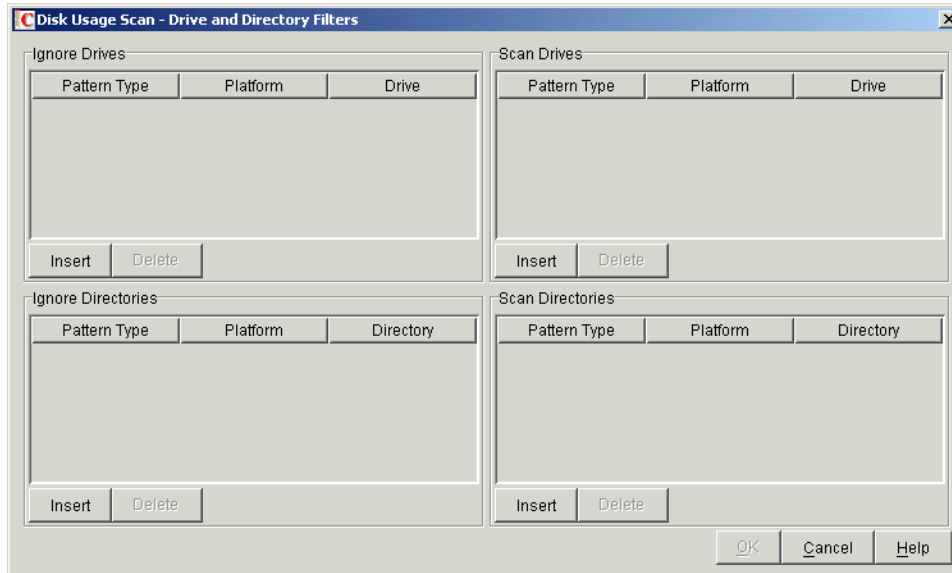 Disk Usage Scan - Drive and Directory Filters
Ignore Drives
Pattern Type Platform Drive
Insert Delete
Scan Drives
Pattern Type Platform Drive
Insert Delete
Ignore Directories
Pattern Type Platform Directory
Insert Delete
Scan Directories
Pattern Type Platform Directory
Insert Delete
OK Cancel Help